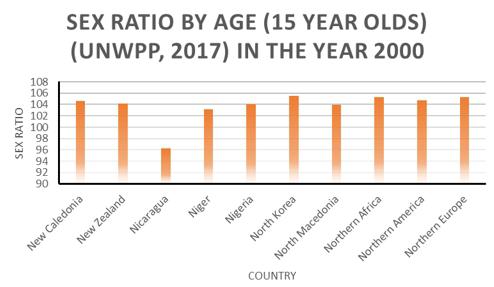 SEX RATIO BY AGE (15 YEAR OLDS)
(UNWPP, 2017) IN THE YEAR 2000
SEX RATIO
108
106
104
102
100
98
96
94
92
90
New Caledonia
New Zealand
Nicaragua
Niger
Nigeria
North Korea
North Macedonia
Northern Africa
Northern America
Northern Europe
COUNTRY